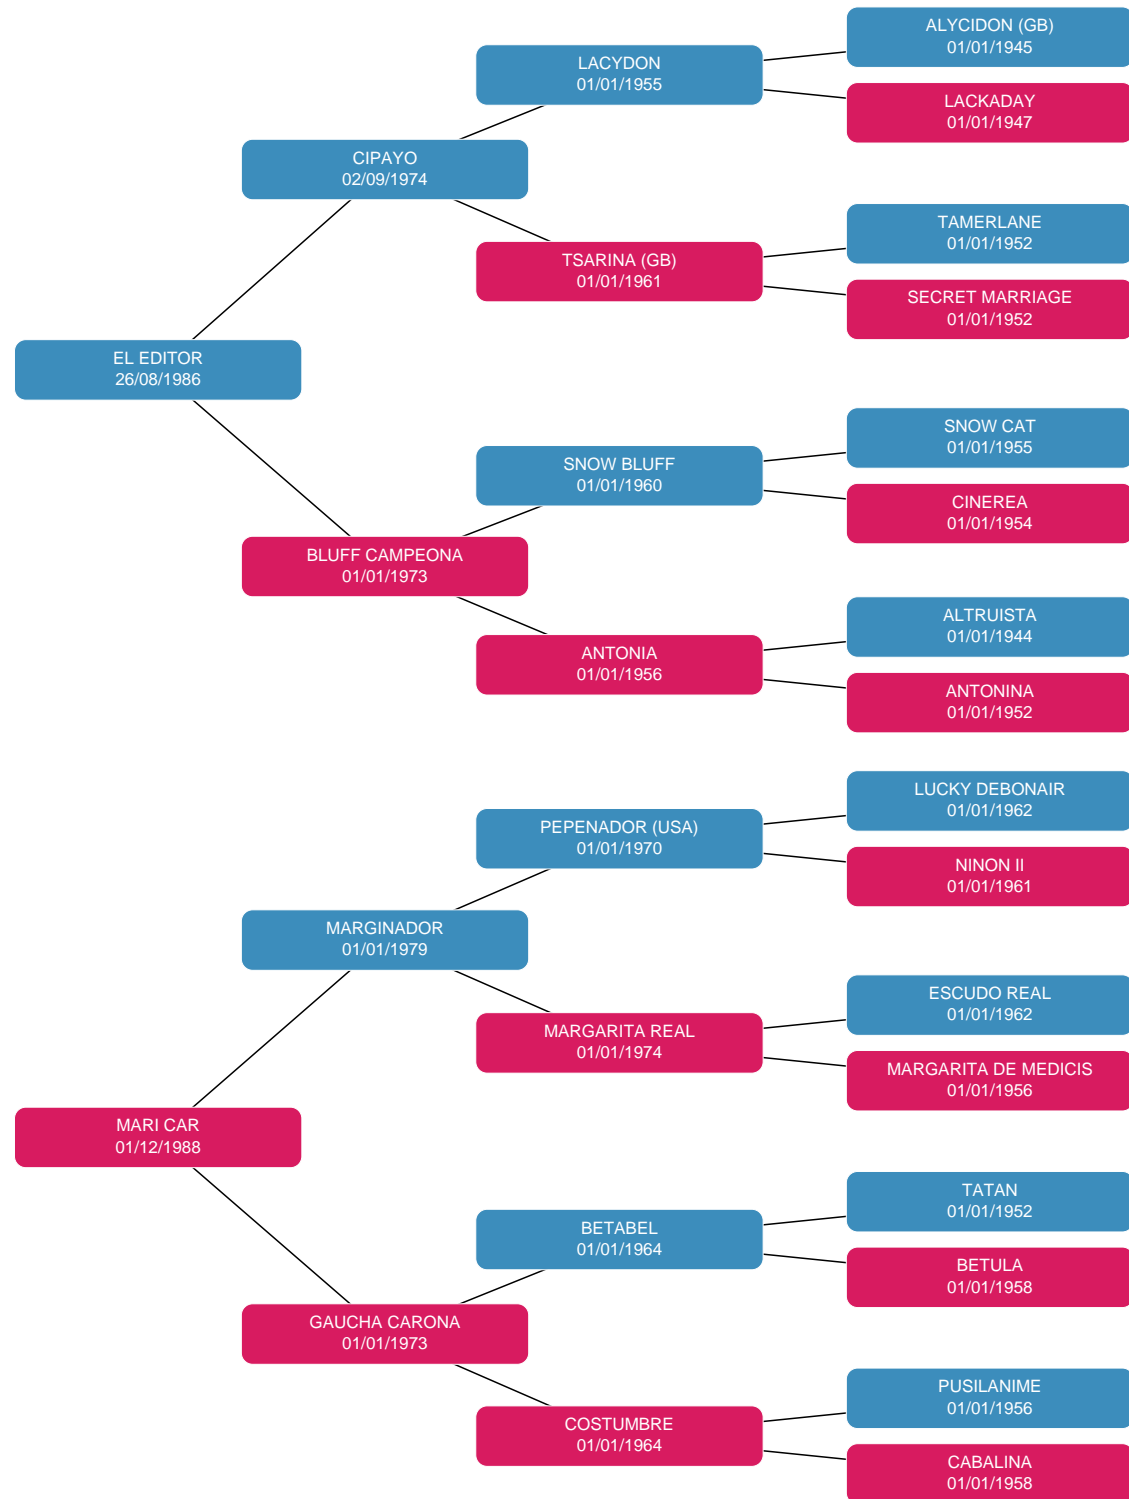 ALYCIDON (GB)
01/01/1945
LACYDON
01/01/1955
LACKADAY
01/01/1947
CIPAYO
02/09/1974
TAMERLANE
01/01/1952
TSARINA (GB)
01/01/1961
SECRET MARRIAGE
01/01/1952
EL EDITOR
26/08/1986
SNOW CAT
01/01/1955
SNOW BLUFF
01/01/1960
CINEREA
01/01/1954
BLUFF CAMPEONA
01/01/1973
ALTRUISTA
01/01/1944
ANTONIA
01/01/1956
ANTONINA
01/01/1952
LUCKY DEBONAIR
01/01/1962
PEPENADOR (USA)
01/01/1970
NINON II
01/01/1961
MARGINADOR
01/01/1979
ESCUDO REAL
01/01/1962
MARGARITA REAL
01/01/1974
MARGARITA DE MEDICIS
01/01/1956
MARI CAR
01/12/1988
TATAN
01/01/1952
BETABEL
01/01/1964
BETULA
01/01/1958
GAUCHA CARONA
01/01/1973
PUSILANIME
01/01/1956
COSTUMBRE
01/01/1964
CABALINA
01/01/1958